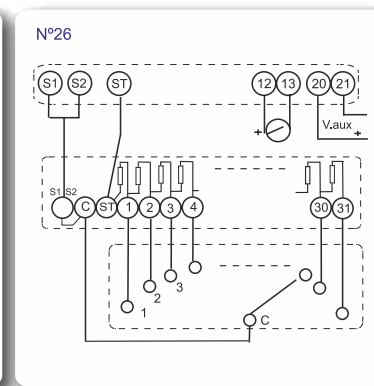 Nº26
S1 S2 ST 12 13 20 21
+ V.aux +
S1 S2
C ST 1 2 3 4 30 31
1 2 3 C